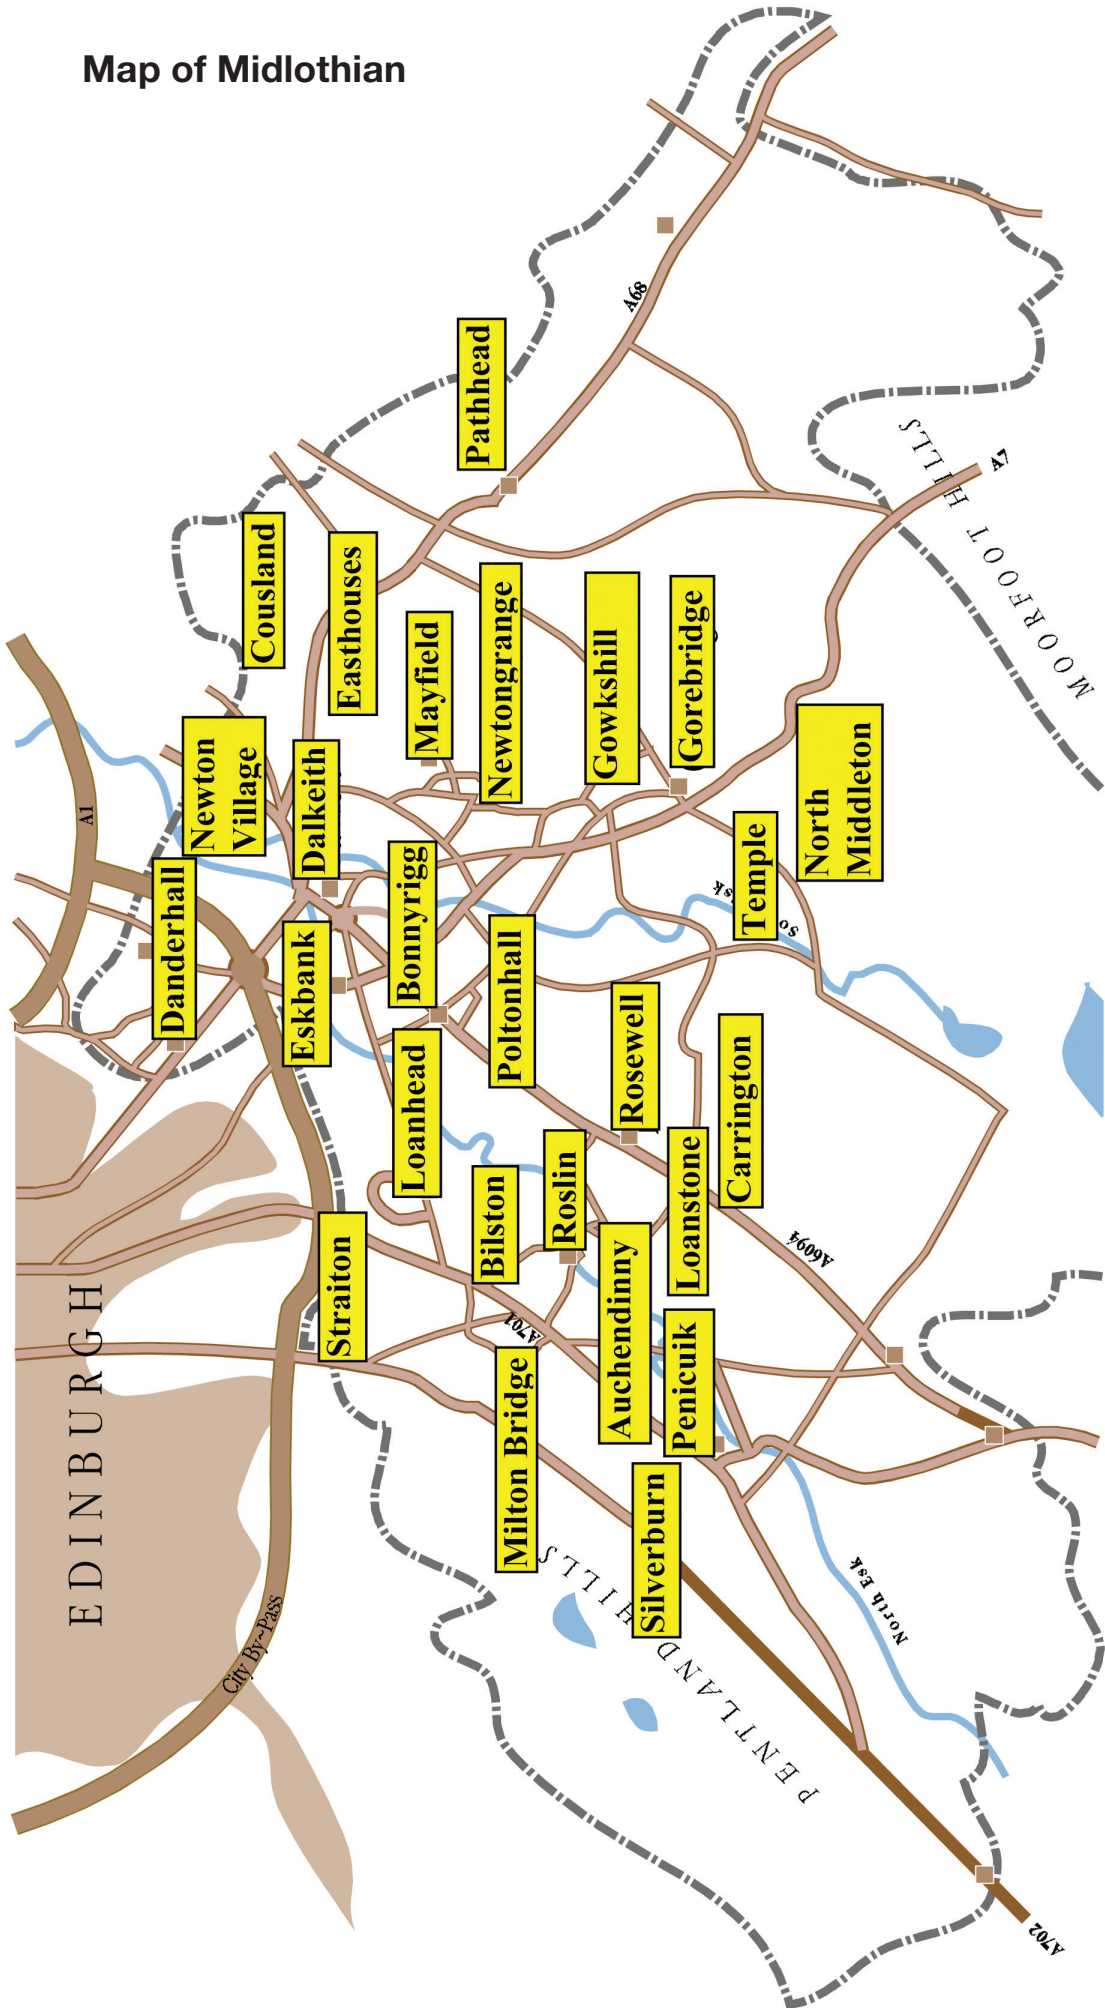 Map of Midlothian
EDINBURGH
City By~Pass
A1
Danderhall
Newton
Village
Cousland
Dalkeith
Eskbank
Straiton
Easthouses
Mayfield
Bonnyrigg
Loanhead
Pathhead
Newtongrange
Poltonhall
Bilston
Milton Bridge
A701
Gowkshill
Roslin
Rosewell
Auchendinny
Silverburn
A68
Gorebridge
Loanstone
Penicuik
Temple
Carrington
North
Middleton
So
Esk
A6094
North Esk
PENTLAND HILLS
MOORFOOT HILLS
A7
A702